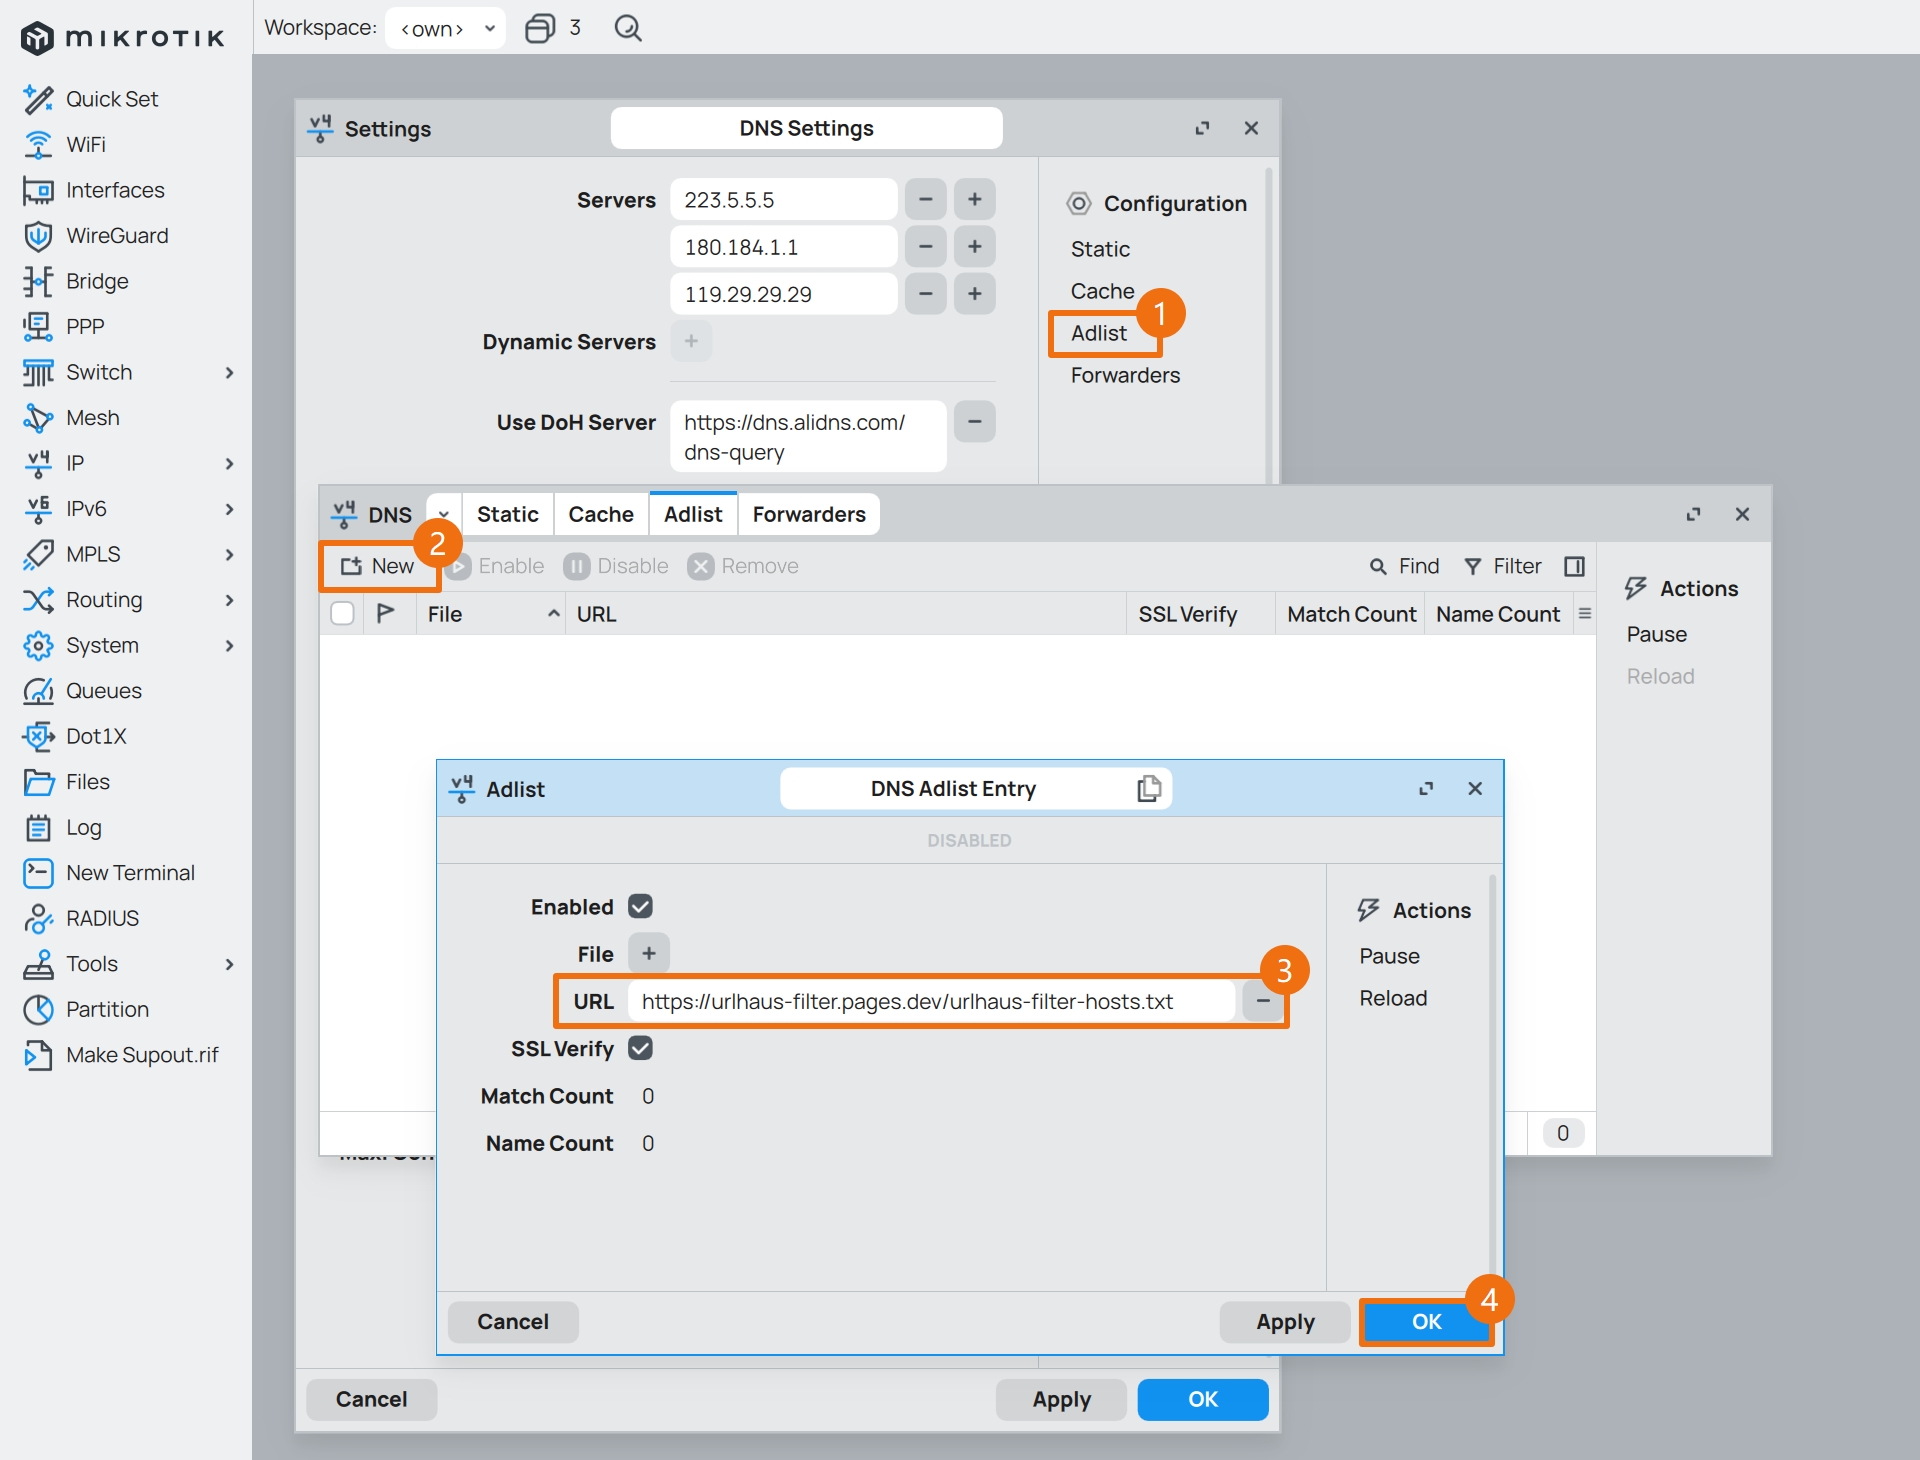 mikrotik
Workspace:
<own>
3
Quick Set
WiFi
Interfaces
WireGuard
Bridge
PPP
Switch
Mesh
IP
IPv6
MPLS
Routing
System
Queues
Dot1X
Files
Log
New Terminal
RADIUS
Tools
Partition
Make Supout.rif
v4 Settings
DNS Settings
Servers
223.5.5.5
180.184.1.1
119.29.29.29
Dynamic Servers
Use DoH Server
https://dns.alidns.com/
dns-query
Configuration
Static
Cache
Adlist
1
Forwarders
v4 DNS
Static
Cache
Adlist
Forwarders
2
New
Enable
Disable
Remove
Find
Filter
File
URL
SSL Verify
Match Count
Name Count
Actions
Pause
Reload
0
v4 Adlist
DNS Adlist Entry
DISABLED
Enabled
File
3
URL
https://urlhaus-filter.pages.dev/urlhaus-filter-hosts.txt
SSL Verify
Match Count
0
Name Count
0
Actions
Pause
Reload
Cancel
Apply
OK
4
Cancel
Apply
OK